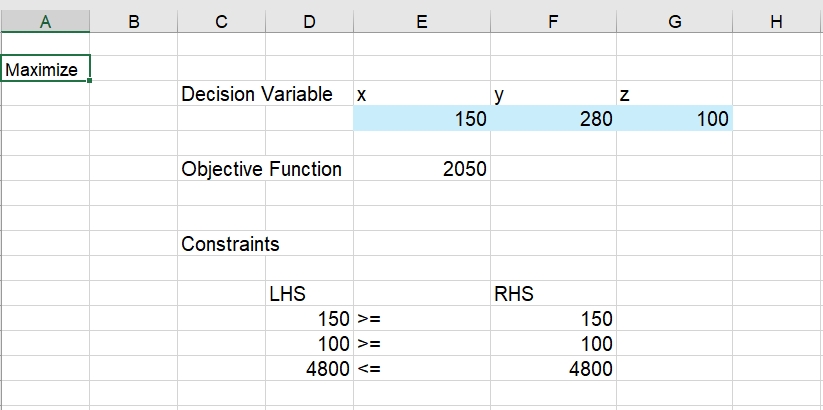 A B C D E F G H
Maximize
Decision Variable x y z
150 280 100
Objective Function 2050
Constraints
LHS RHS
150 >= 150
100 >= 100
4800 <= 4800